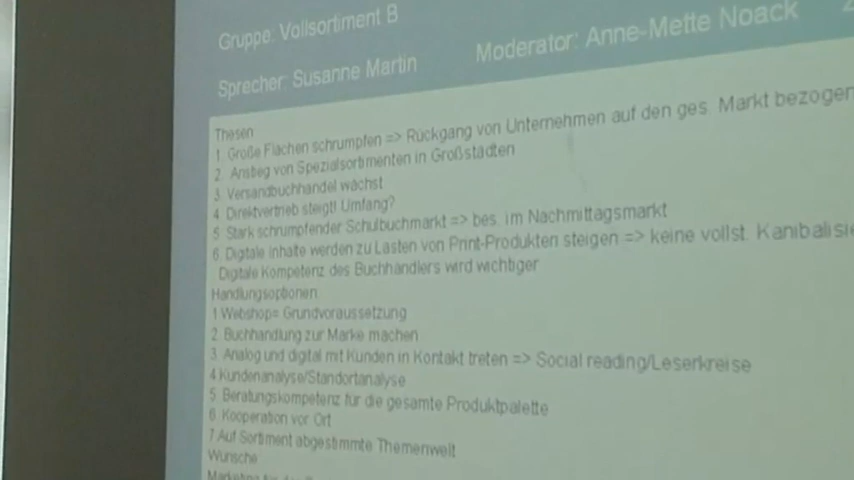 Gruppe: Vollsortiment B
Sprecher: Susanne Martin Moderator: Anne-Mette Noack
Thesen
1. Große Flächen schrumpfen => Rückgang von Unternehmen auf den ges. Markt bezogen
2. Anstieg von Spezialsortimenten in Großstädten
3. Versandbuchhandel wächst
4. Direktvertrieb steigt! Umfang?
5. Stark schrumpfender Schulbuchmarkt => bes. im Nachmittagsmarkt
6. Digitale Inhalte werden zu Lasten von Print-Produkten steigen => keine vollst. Kanibalisie
Digitale Kompetenz des Buchhändlers wird wichtiger
Handlungsoptionen
1 Webshop= Grundvoraussetzung
2. Buchhandlung zur Marke machen
3. Analog und digital mit Kunden in Kontakt treten => Social reading/Leserkreise
4.Kundenanalyse/Standortanalyse
5. Beratungskompetenz für die gesamte Produktpalette
6. Kooperation vor Ort
7.Auf Sortiment abgestimmte Themenwelt
Wünsche